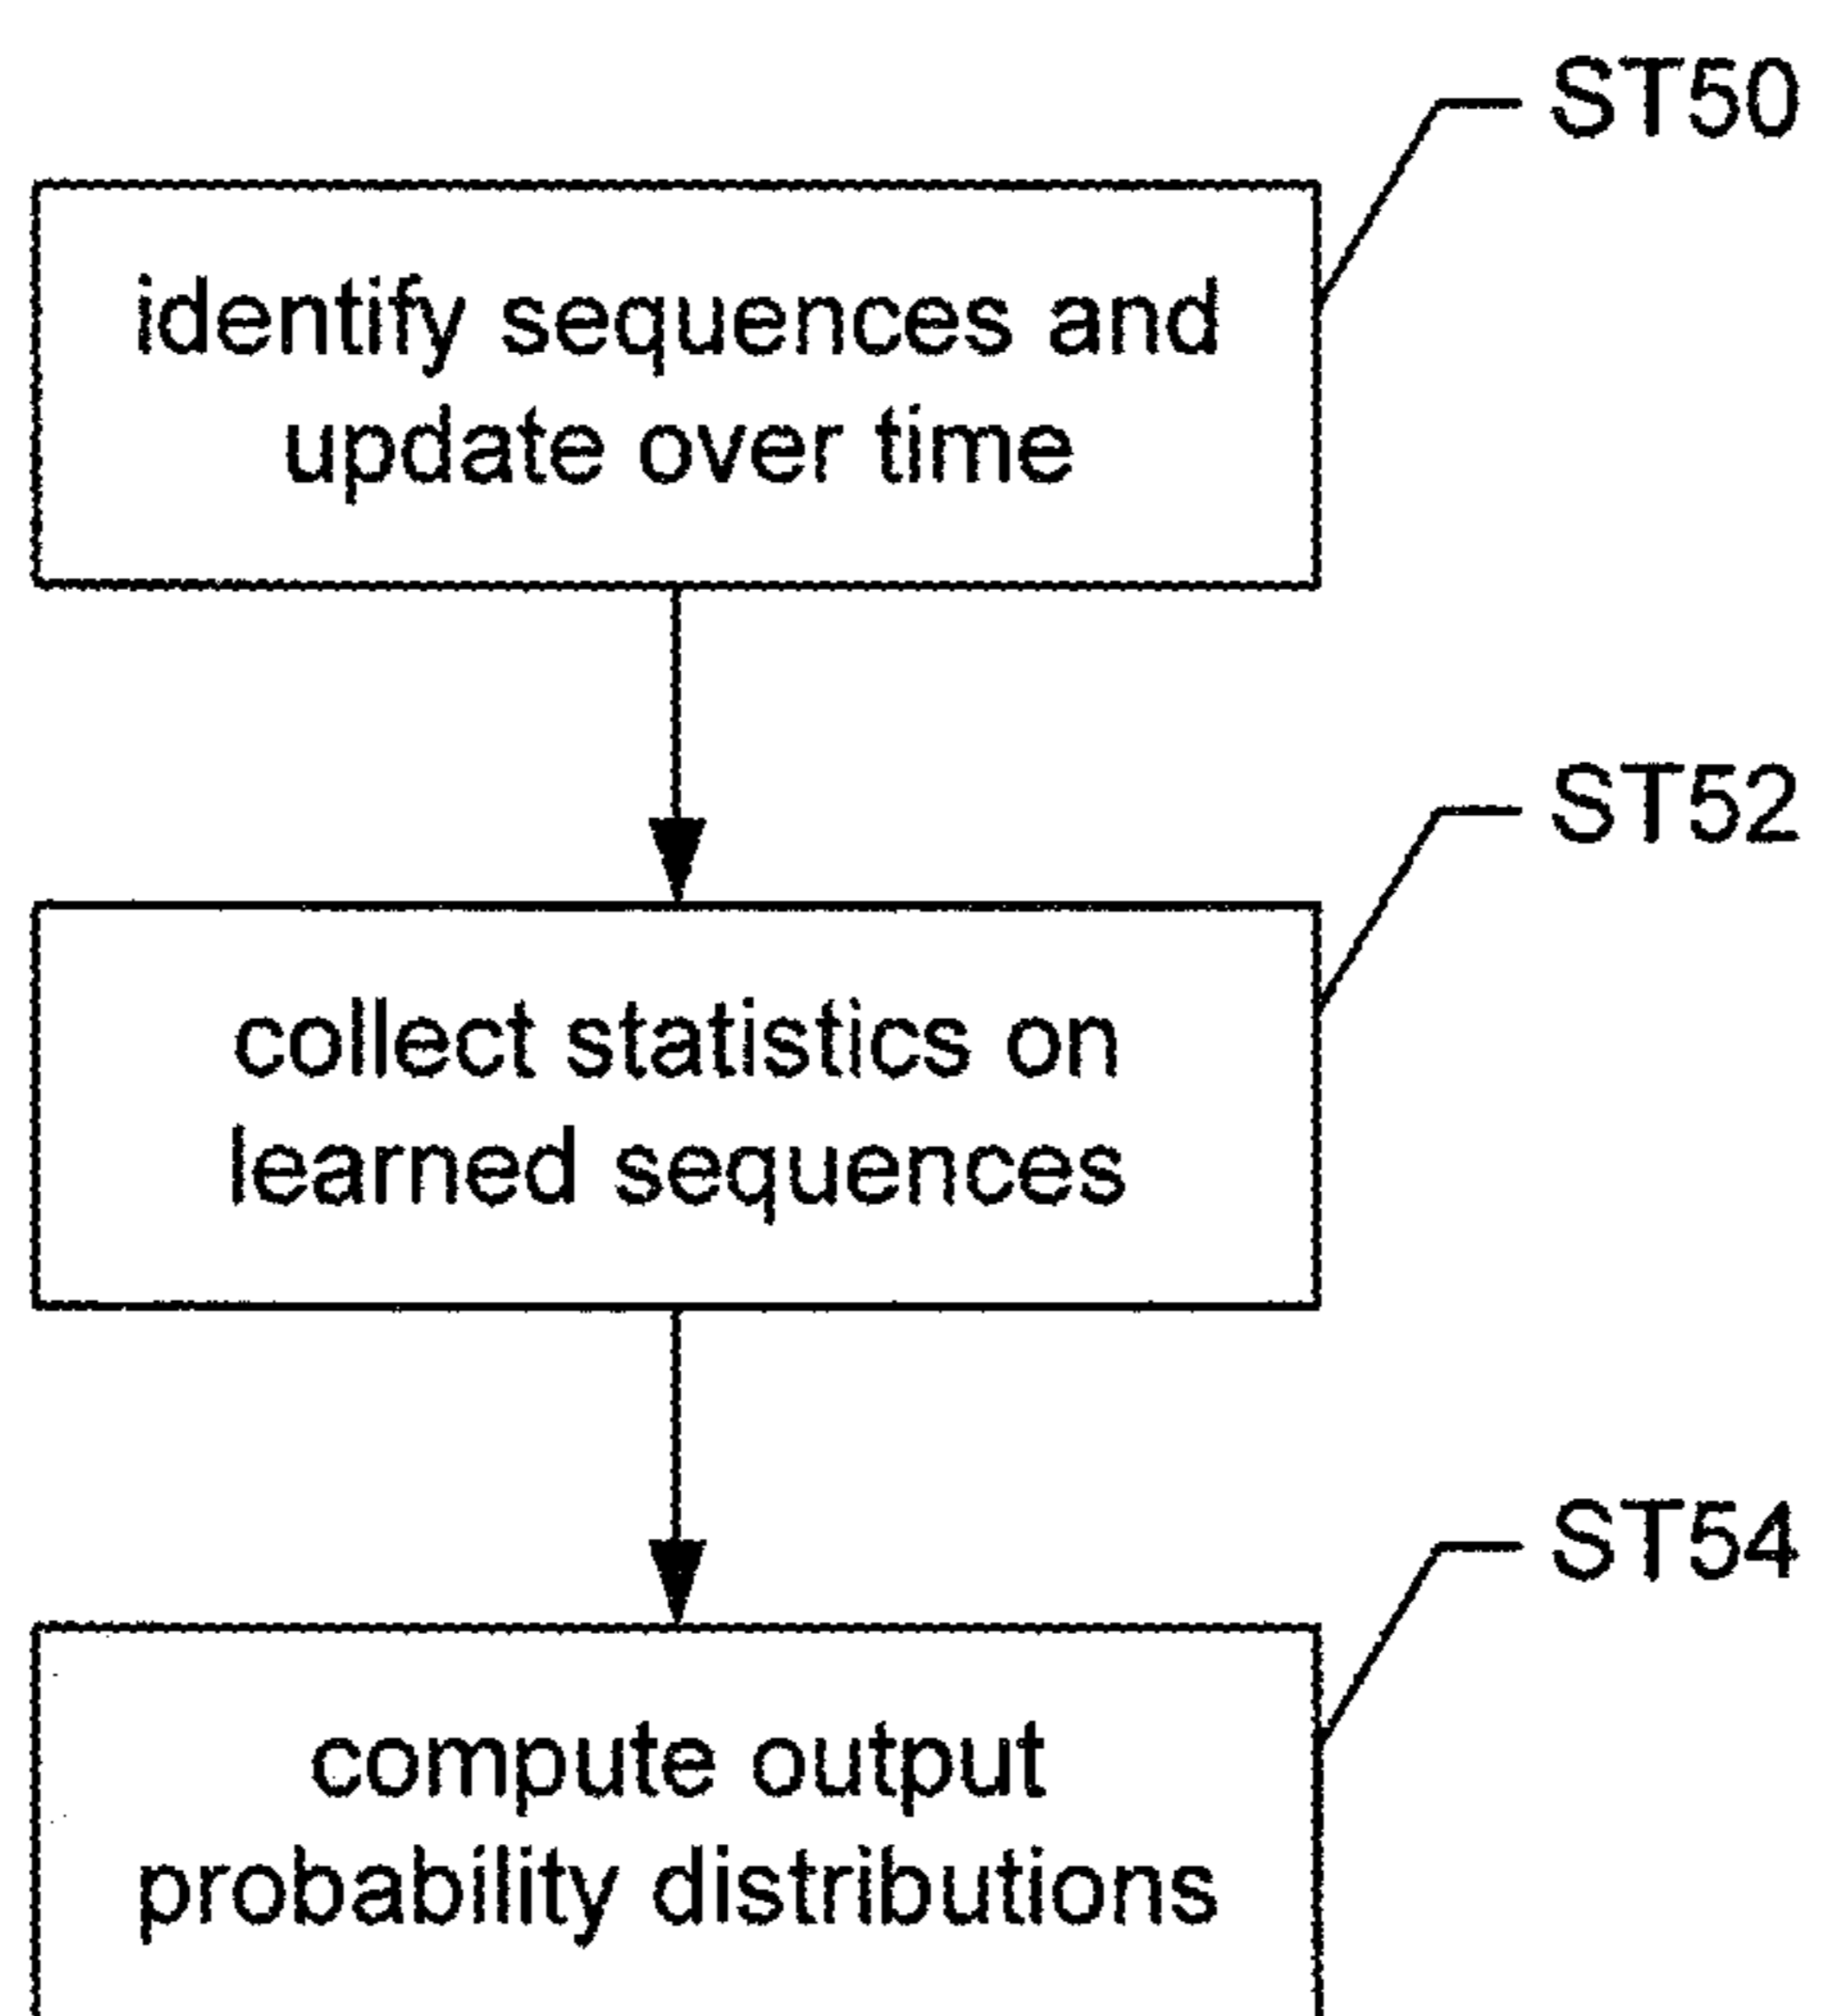 ST50
identify sequences and
update over time
ST52
collect statistics on
learned sequences
ST54
compute output
probability distributions